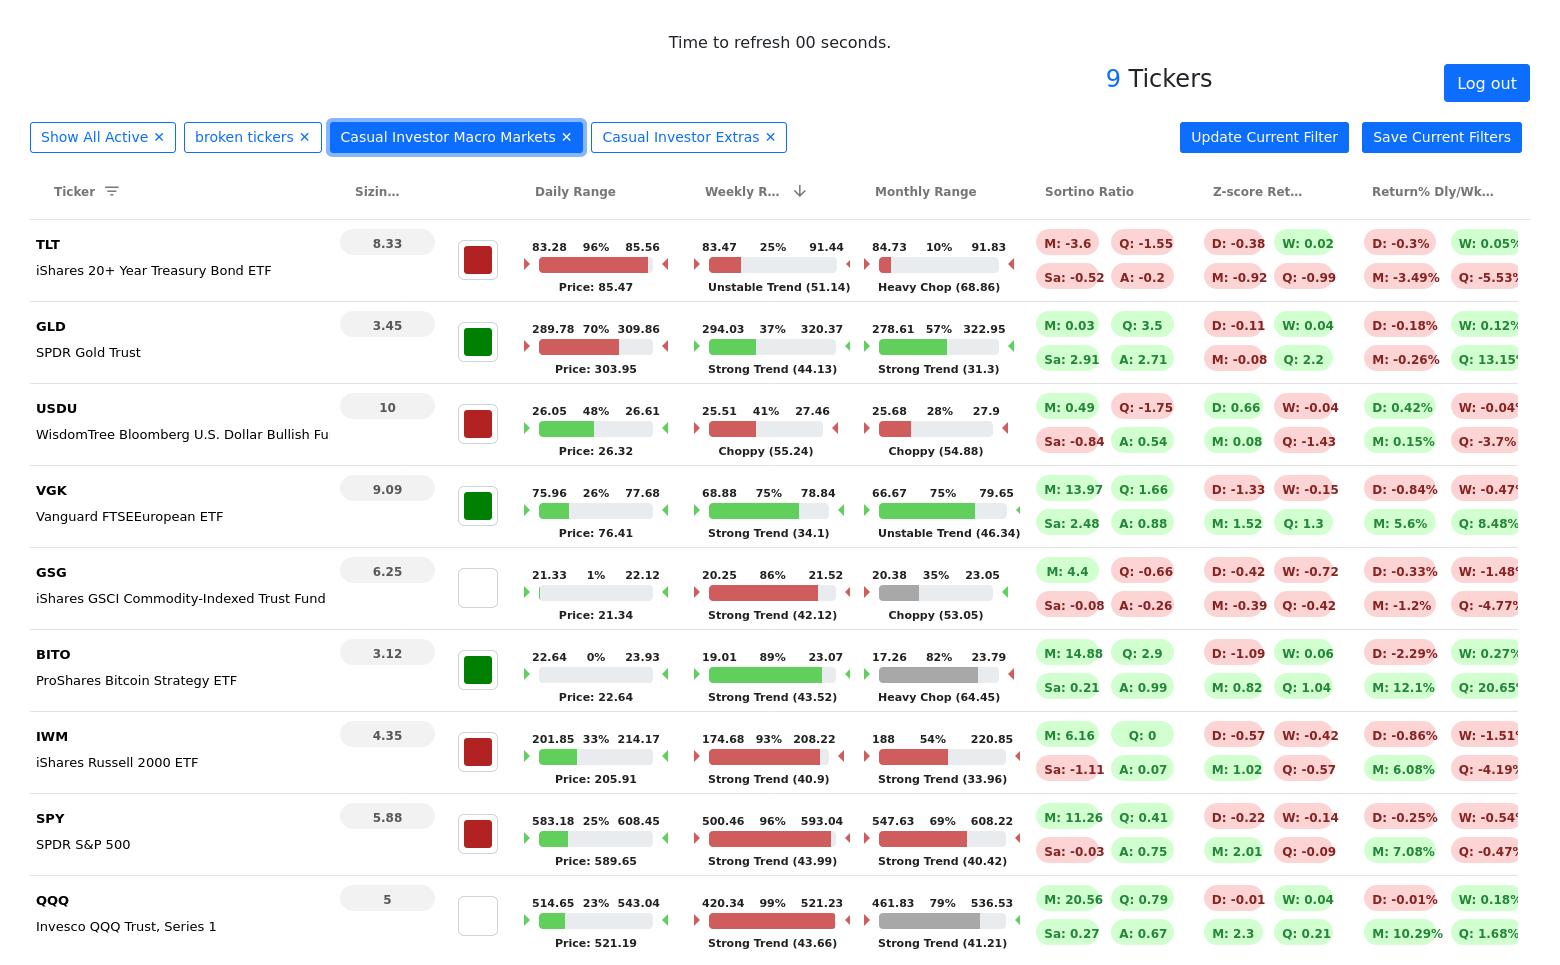 Time to refresh 00 seconds.
9 Tickers
Log out
Show All Active ✕ broken tickers ✕ Casual Investor Macro Markets ✕ Casual Investor Extras ✕ Update Current Filter Save Current Filters
Ticker Sizin... Daily Range Weekly R... Monthly Range Sortino Ratio Z-score Ret... Return% Dly/Wk...
TLT 8.33 83.28 96% 85.56 83.47 25% 91.44 84.73 10% 91.83 M: -3.6 Q: -1.55 D: -0.38 W: 0.02 D: -0.3% W: 0.05%
iShares 20+ Year Treasury Bond ETF Price: 85.47 Unstable Trend (51.14) Heavy Chop (68.86) Sa: -0.52 A: -0.2 M: -0.92 Q: -0.99 M: -3.49% Q: -5.53%
GLD 3.45 289.78 70% 309.86 294.03 37% 320.37 278.61 57% 322.95 M: 0.03 Q: 3.5 D: -0.11 W: 0.04 D: -0.18% W: 0.12%
SPDR Gold Trust Price: 303.95 Strong Trend (44.13) Strong Trend (31.3) Sa: 2.91 A: 2.71 M: -0.08 Q: 2.2 M: -0.26% Q: 13.15%
USDU 10 26.05 48% 26.61 25.51 41% 27.46 25.68 28% 27.9 M: 0.49 Q: -1.75 D: 0.66 W: -0.04 D: 0.42% W: -0.04%
WisdomTree Bloomberg U.S. Dollar Bullish Fu Price: 26.32 Choppy (55.24) Choppy (54.88) Sa: -0.84 A: 0.54 M: 0.08 Q: -1.43 M: 0.15% Q: -3.7%
VGK 9.09 75.96 26% 77.68 68.88 75% 78.84 66.67 75% 79.65 M: 13.97 Q: 1.66 D: -1.33 W: -0.15 D: -0.84% W: -0.47%
Vanguard FTSEEuropean ETF Price: 76.41 Strong Trend (34.1) Unstable Trend (46.34) Sa: 2.48 A: 0.88 M: 1.52 Q: 1.3 M: 5.6% Q: 8.48%
GSG 6.25 21.33 1% 22.12 20.25 86% 21.52 20.38 35% 23.05 M: 4.4 Q: -0.66 D: -0.42 W: -0.72 D: -0.33% W: -1.48%
iShares GSCI Commodity-Indexed Trust Fund Price: 21.34 Strong Trend (42.12) Choppy (53.05) Sa: -0.08 A: -0.26 M: -0.39 Q: -0.42 M: -1.2% Q: -4.77%
BITO 3.12 22.64 0% 23.93 19.01 89% 23.07 17.26 82% 23.79 M: 14.88 Q: 2.9 D: -1.09 W: 0.06 D: -2.29% W: 0.27%
ProShares Bitcoin Strategy ETF Price: 22.64 Strong Trend (43.52) Heavy Chop (64.45) Sa: 0.21 A: 0.99 M: 0.82 Q: 1.04 M: 12.1% Q: 20.65%
IWM 4.35 201.85 33% 214.17 174.68 93% 208.22 188 54% 220.85 M: 6.16 Q: 0 D: -0.57 W: -0.42 D: -0.86% W: -1.51%
iShares Russell 2000 ETF Price: 205.91 Strong Trend (40.9) Strong Trend (33.96) Sa: -1.11 A: 0.07 M: 1.02 Q: -0.57 M: 6.08% Q: -4.19%
SPY 5.88 583.18 25% 608.45 500.46 96% 593.04 547.63 69% 608.22 M: 11.26 Q: 0.41 D: -0.22 W: -0.14 D: -0.25% W: -0.54%
SPDR S&P 500 Price: 589.65 Strong Trend (43.99) Strong Trend (40.42) Sa: -0.03 A: 0.75 M: 2.01 Q: -0.09 M: 7.08% Q: -0.47%
QQQ 5 514.65 23% 543.04 420.34 99% 521.23 461.83 79% 536.53 M: 20.56 Q: 0.79 D: -0.01 W: 0.04 D: -0.01% W: 0.18%
Invesco QQQ Trust, Series 1 Price: 521.19 Strong Trend (43.66) Strong Trend (41.21) Sa: 0.27 A: 0.67 M: 2.3 Q: 0.21 M: 10.29% Q: 1.68%